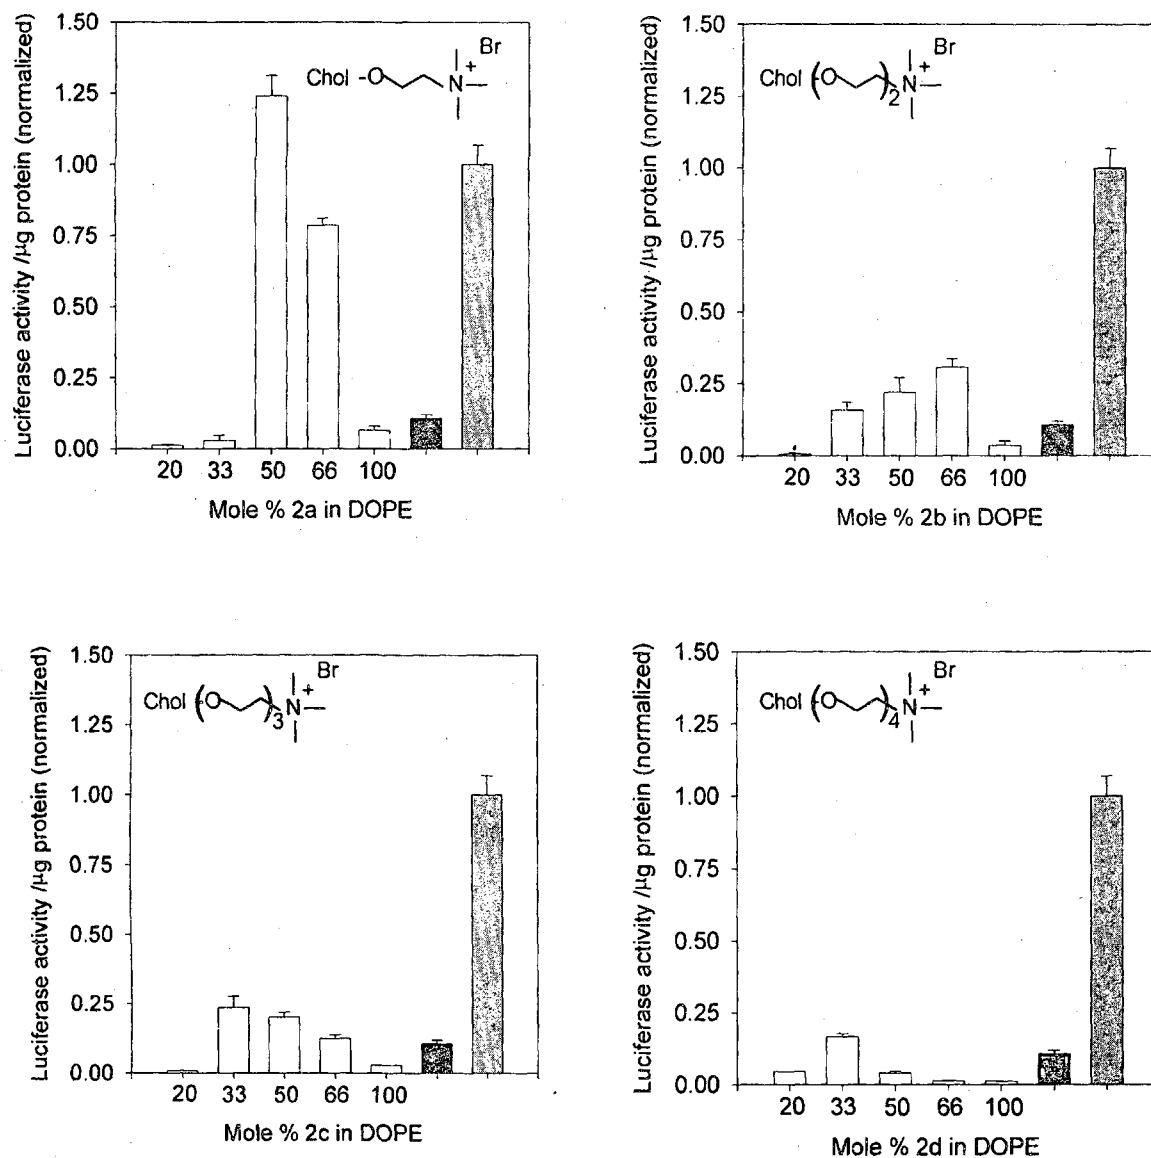 Luciferase activity /µg protein (normalized)
1.50
1.25
1.00
0.75
0.50
0.25
0.00
Chol -O N + Br
20 33 50 66 100
Mole % 2a in DOPE
Luciferase activity /µg protein (normalized)
1.50
1.25
1.00
0.75
0.50
0.25
0.00
Chol (O )2 N + Br
20 33 50 66 100
Mole % 2b in DOPE
Luciferase activity /µg protein (normalized)
1.50
1.25
1.00
0.75
0.50
0.25
0.00
Chol (O )3 N + Br
20 33 50 66 100
Mole % 2c in DOPE
Luciferase activity /µg protein (normalized)
1.50
1.25
1.00
0.75
0.50
0.25
0.00
Chol (O )4 N + Br
20 33 50 66 100
Mole % 2d in DOPE